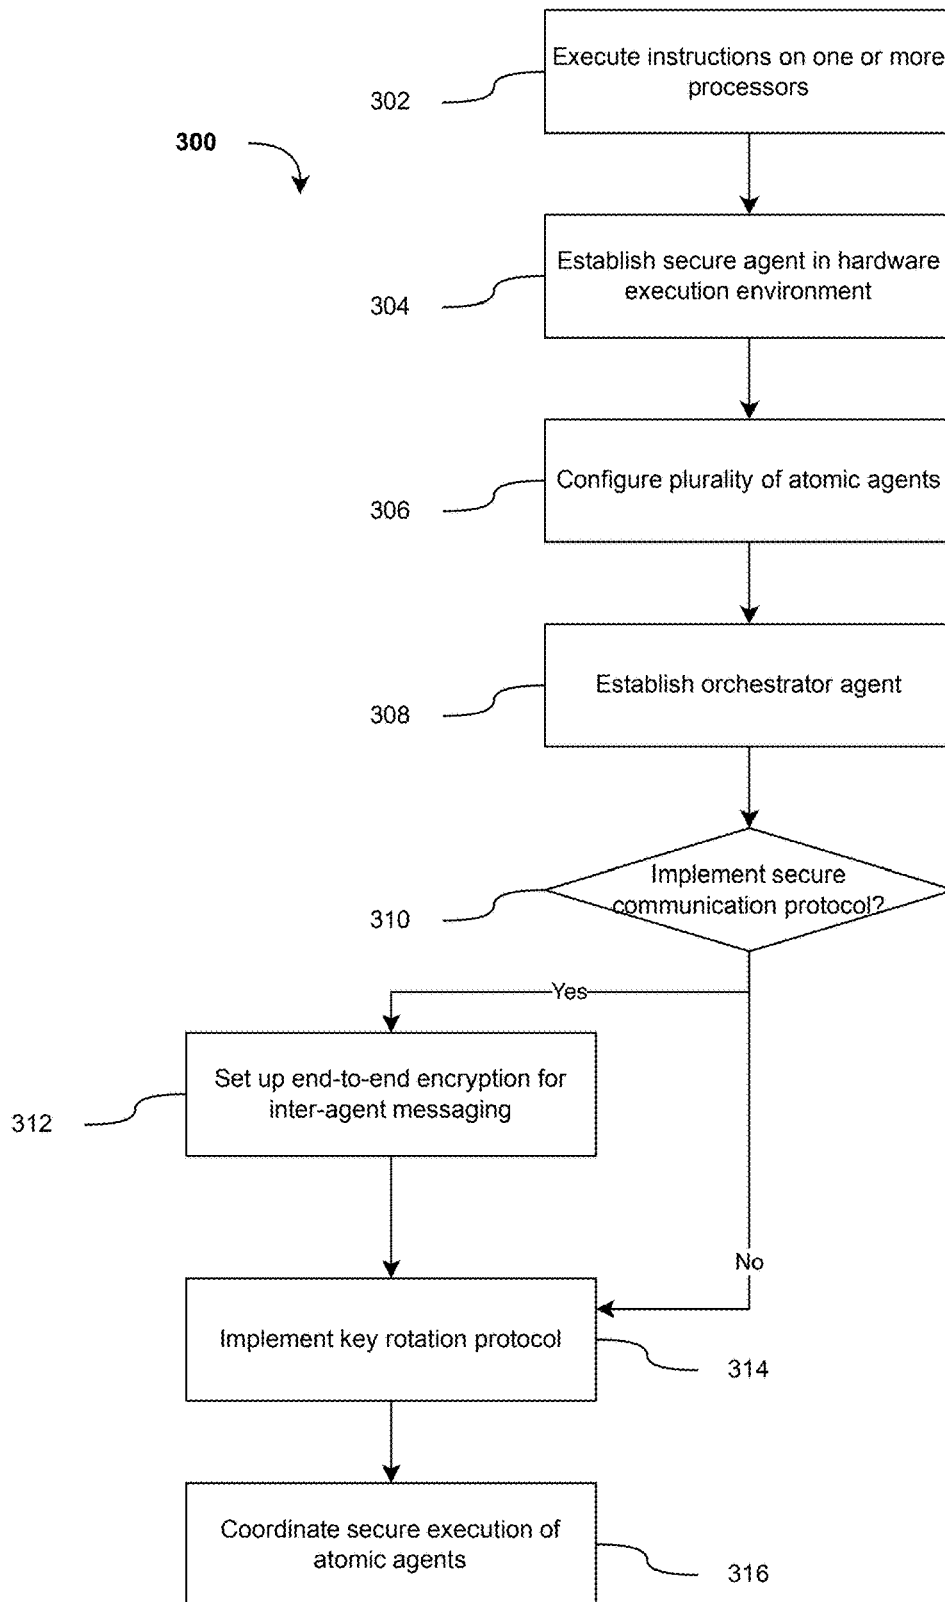 Execute instructions on one or more
processors
302
300
Establish secure agent in hardware
execution environment
304
Configure plurality of atomic agents
306
Establish orchestrator agent
308
Implement secure
communication protocol?
310
Yes
Set up end-to-end encryption for
inter-agent messaging
312
No
Implement key rotation protocol
314
Coordinate secure execution of
atomic agents
316